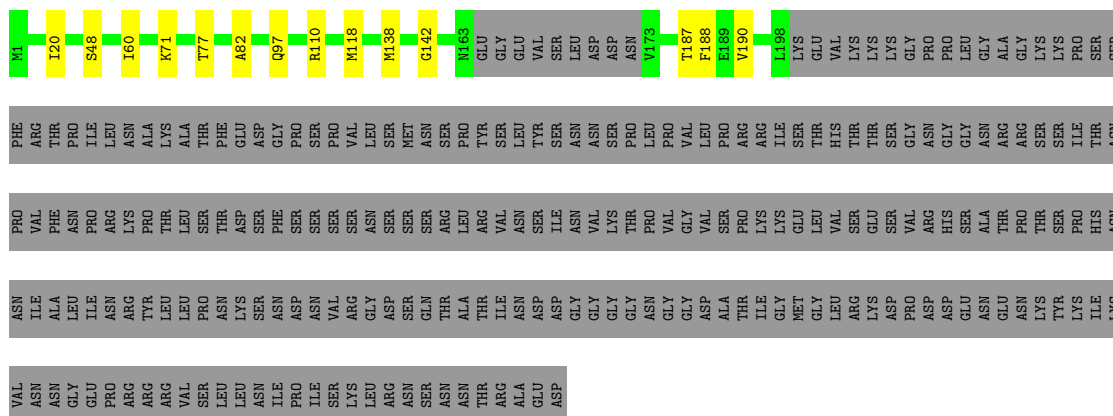 M1 I20 S48 I60 K71 T77 A82 Q97 R110 M118 M138 G142 N163 GLU GLY GLU VAL SER LEU ASP ASP ASN V173 T187 F188 E189 V190 L198 LYS GLU VAL LYS LYS LYS GLY PRO PRO LEU GLY ALA GLY LYS LYS PRO SER
PHE ARG THR PRO ILE LEU ASN ALA LYS ALA THR PHE GLU ASP GLY PRO SER PRO VAL LEU SER MET ASN SER PRO TYR SER LEU TYR SER ASN ASN SER PRO LEU PRO VAL LEU PRO ARG ARG ILE SER THR HIS THR THR SER GLY ASN GLY GLY ASN ARG ARG SER SER ILE THR
PRO VAL PHE ASN PRO ARG LYS PRO THR LEU SER THR ASP SER PHE SER SER SER SER ASN SER MET SER SER ARG LEU ARG VAL ASN SER ILE ASN VAL LYS THR PRO VAL GLY VAL SER PRO LYS LYS GLU LEU VAL SER GLU SER VAL ARG HIS SER ALA THR PRO THR SER PRO HIS
ASN ILE ALA LEU ILE ASN ARG TYR LEU LEU PRO ASN LYS SER ASN ASP ASN VAL ARG GLY ASP SER GLN THR ALA THR ILE ASN ASP ASP GLY GLY GLY GLY ASN GLY GLY ASP ALA THR ILE GLY MET GLY LEU ARG LYS ASP PRO ASP ASP GLU ASN GLU ASN LYS TYR LYS ILE
VAL ASN ASN GLY GLU PRO ARG ARG ARG VAL SER LEU LEU ASN ILE PRO ILE SER LYS LEU ARG ASN SER ASN ASN THR ARG ALA GLU ASP